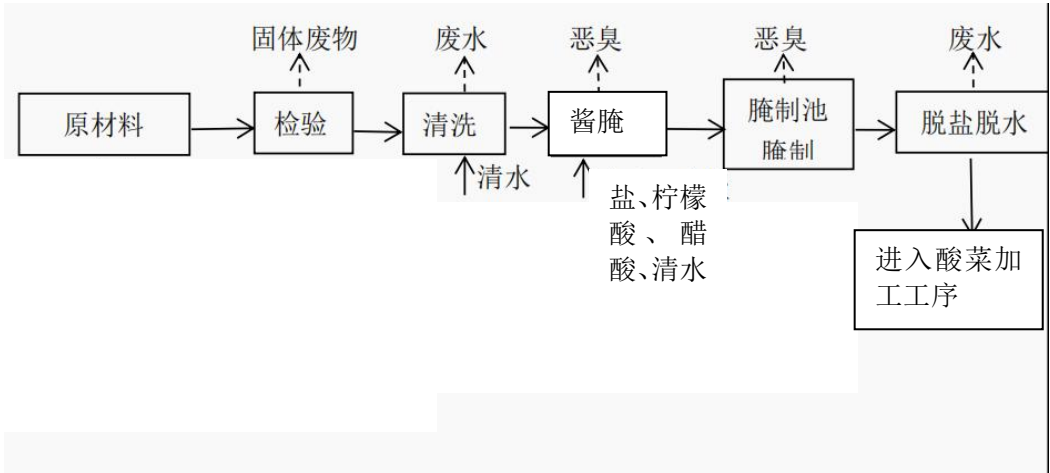 固体废物
废水
恶臭
恶臭
废水
原材料
检验
清洗
酱腌
腌制池
腌制
脱盐脱水
清水
盐、柠檬
酸、醋
酸、清水
进入酸菜加
工工序